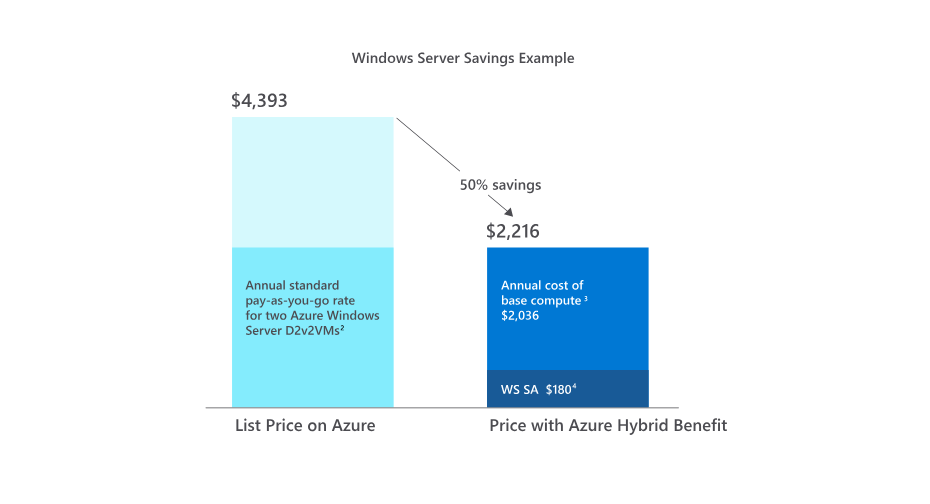 Windows Server Savings Example
$4,393
50% savings
$2,216
Annual standard
pay-as-you-go rate
for two Azure Windows
Server D2v2VMs²
Annual cost of
base compute ³
$2,036
WS SA $180⁴
List Price on Azure
Price with Azure Hybrid Benefit